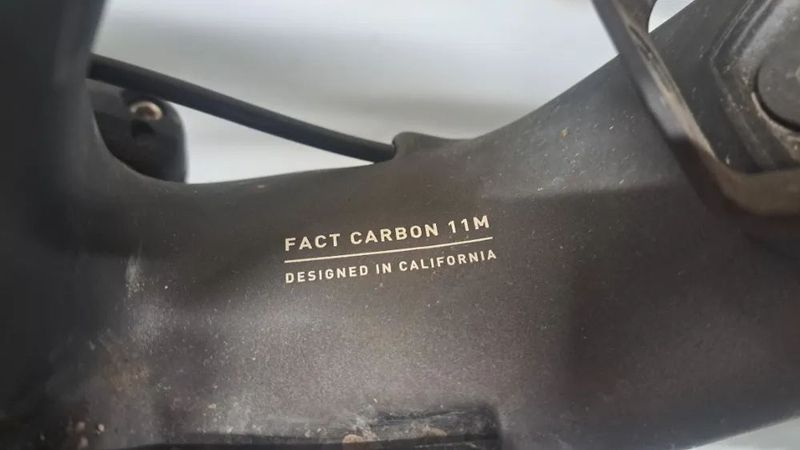 FACT CARBON 11M
DESIGNED IN CALIFORNIA